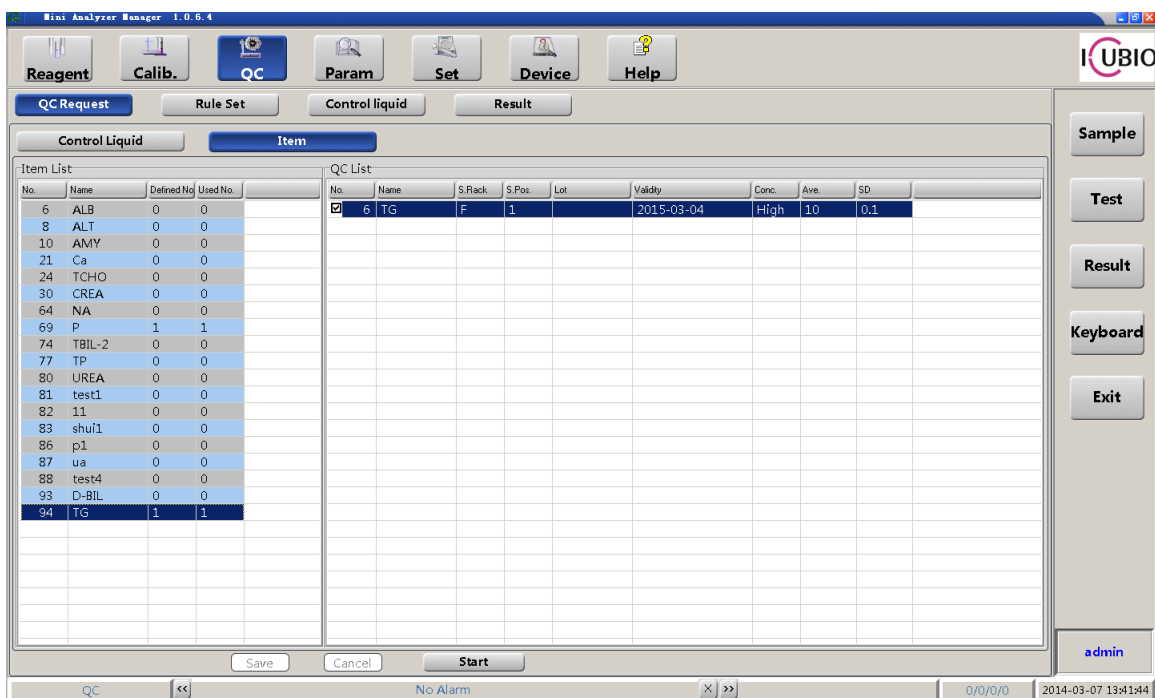 Mini Analyzer Manager 1.0.6.4
Reagent Calib. QC Param Set Device Help
ICUBIO
QC Request Rule Set Control liquid Result
Control Liquid Item
Item List
No. Name Defined No Used No.
6 ALB 0 0
8 ALT 0 0
10 AMY 0 0
21 Ca 0 0
24 TCHO 0 0
30 CREA 0 0
64 NA 0 0
69 P 1 1
74 TBIL-2 0 0
77 TP 0 0
80 UREA 0 0
81 test1 0 0
82 11 0 0
83 shui1 0 0
86 p1 0 0
87 ua 0 0
88 test4 0 0
93 D-BIL 0 0
94 TG 1 1
QC List
No. Name S.Rack S.Pos. Lot Validity Conc. Ave. SD
6 TG F 1 2015-03-04 High 10 0.1
Sample
Test
Result
Keyboard
Exit
Save Cancel Start
admin
QC << No Alarm X >> 0/0/0/0 2014-03-07 13:41:44